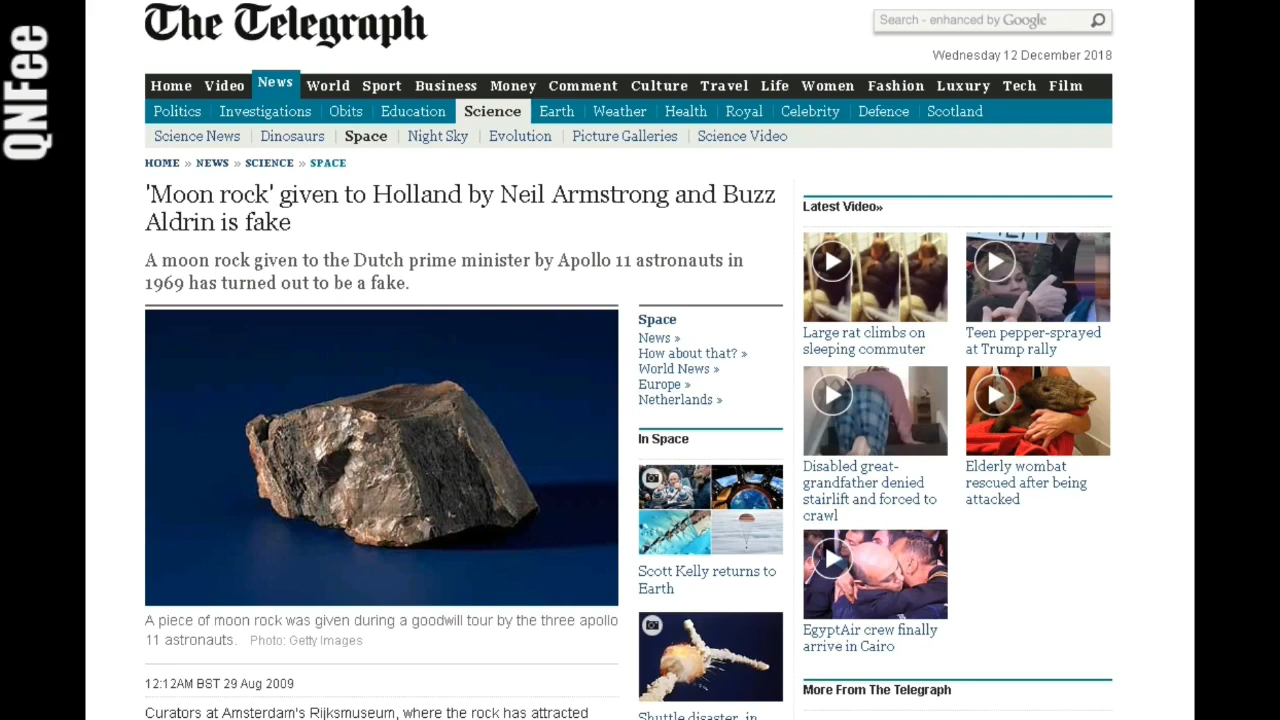 QNFee
The Telegraph
Search - enhanced by Google
Wednesday 12 December 2018
Home Video News World Sport Business Money Comment Culture Travel Life Women Fashion Luxury Tech Film
Politics Investigations Obits Education Science Earth Weather Health Royal Celebrity Defence Scotland
Science News Dinosaurs Space Night Sky Evolution Picture Galleries Science Video
HOME » NEWS » SCIENCE » SPACE
'Moon rock' given to Holland by Neil Armstrong and Buzz
Aldrin is fake
A moon rock given to the Dutch prime minister by Apollo 11 astronauts in
1969 has turned out to be a fake.
A piece of moon rock was given during a goodwill tour by the three apollo
11 astronauts. Photo: Getty Images
12:12AM BST 29 Aug 2009
Curators at Amsterdam's Rijksmuseum, where the rock has attracted
Space
News »
How about that? »
World News »
Europe »
Netherlands »
In Space
Scott Kelly returns to
Earth
Shuttle disaster, in
Latest Video»
Large rat climbs on
sleeping commuter
Teen pepper-sprayed
at Trump rally
Disabled great-
grandfather denied
stairlift and forced to
crawl
Elderly wombat
rescued after being
attacked
EgyptAir crew finally
arrive in Cairo
More From The Telegraph